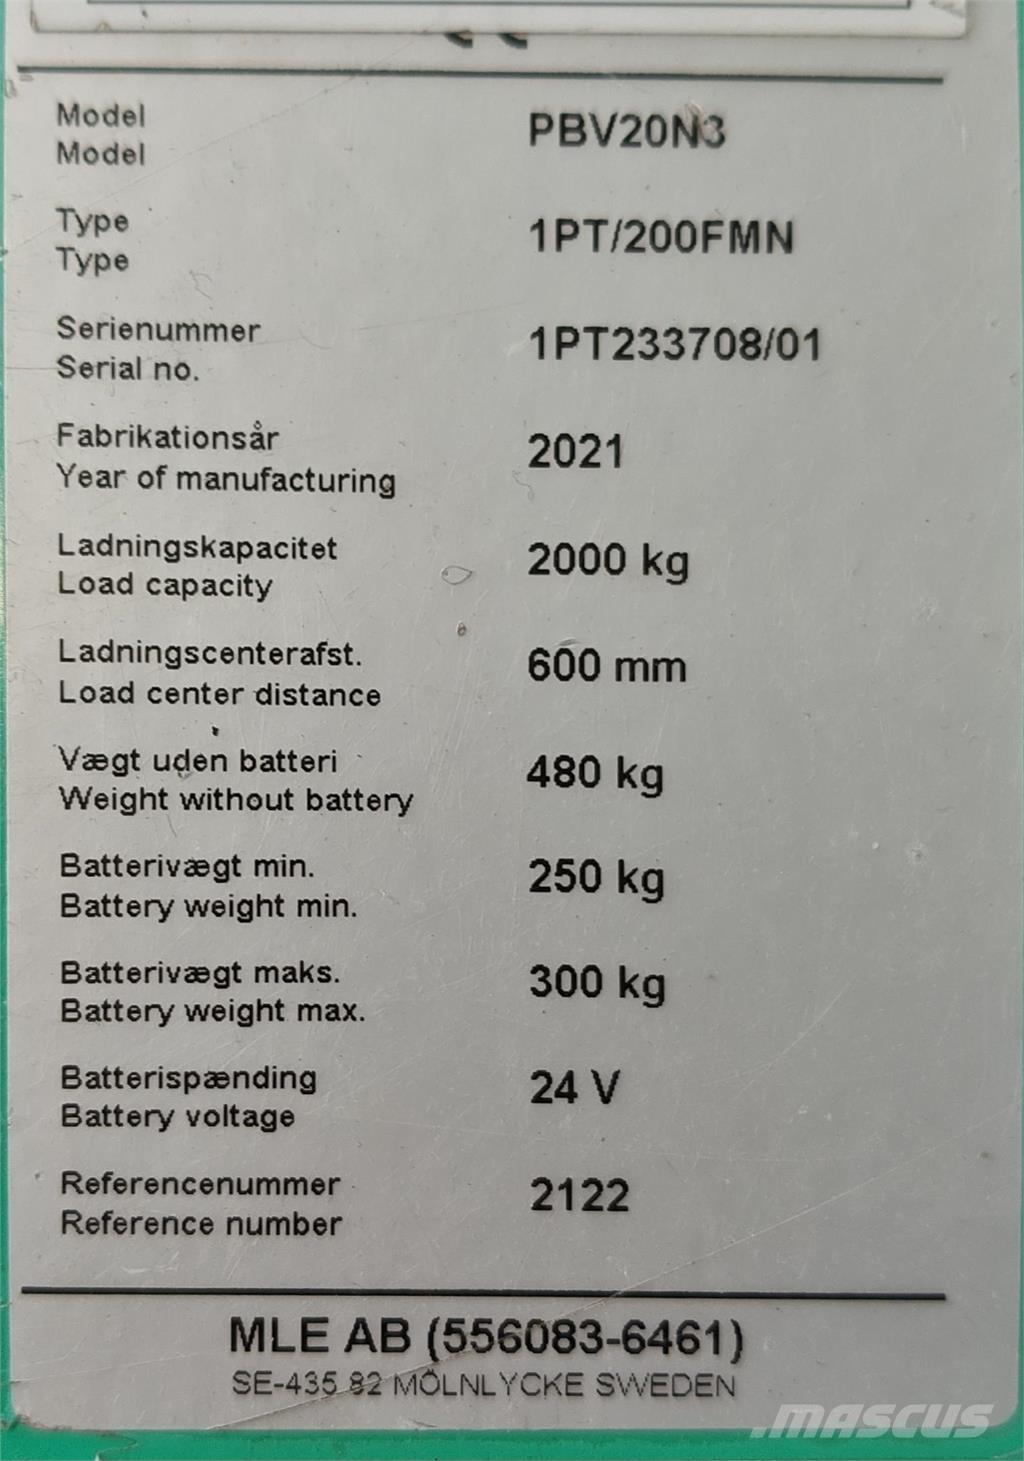 Model
Model
PBV20N3
Type
Type
1PT/200FMN
Serienummer
Serial no.
1PT233708/01
Fabrikationsår
Year of manufacturing
2021
Ladningskapacitet
Load capacity
2000 kg
Ladningscenterafst.
Load center distance
600 mm
Vægt uden batteri
Weight without battery
480 kg
Batterivægt min.
Battery weight min.
250 kg
Batterivægt maks.
Battery weight max.
300 kg
Batterispænding
Battery voltage
24 V
Referencenummer
Reference number
2122
MLE AB (556083-6461)
SE-435 82 MÖLNLYCKE SWEDEN
MASCUS